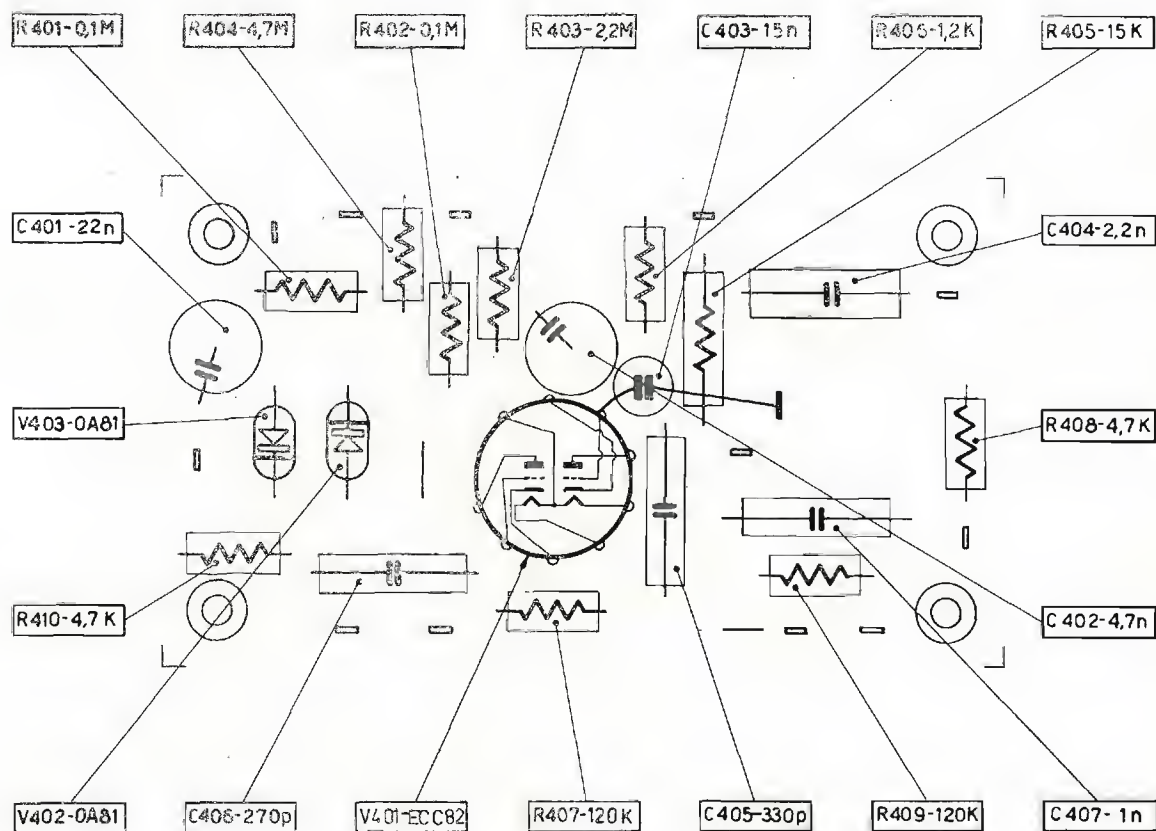 R401-0,1M
R404-4,7M
R402-0,1M
R403-2,2M
C403-15n
R406-1,2K
R405-15K
C401-22n
C404-2,2n
V403-0A81
R408-4,7K
R410-4,7K
C402-4,7n
V402-0A81
C406-270p
V401-ECC82
R407-120K
C405-330p
R409-120K
C407-1n